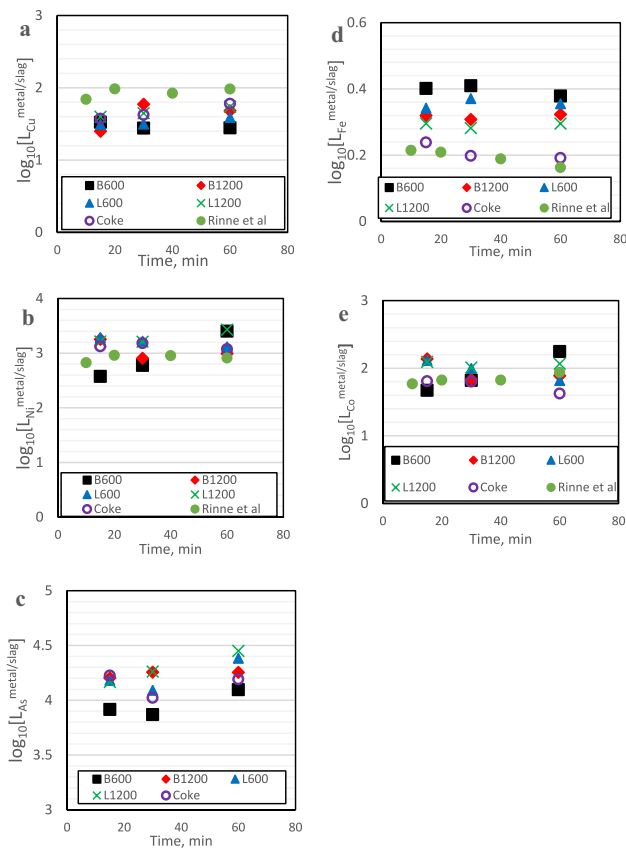 a
3
2
1
0
log10[LCu metal/slag]
B600 B1200
L600 L1200
Coke Rinne et al
0 20 40 60 80
Time, min
d
0.6
0.4
0.2
0
log10[LFe metal/slag]
B600 B1200 L600
L1200 Coke Rinne et al
0 20 40 60 80
Time, min
b
4
3
2
1
0
log10[LNi metal/slag]
B600 B1200
L600 L1200
Coke Rinne et al
0 20 40 60 80
Time, min
e
3
2
1
0
Log10[LCo metal/slag]
B600 B1200 L600
L1200 Coke Rinne et al
0 20 40 60 80
Time, min
c
5
4.5
4
3.5
3
log10[LAs metal/slag]
B600 B1200 L600
L1200 Coke
0 20 40 60 80
Time, min